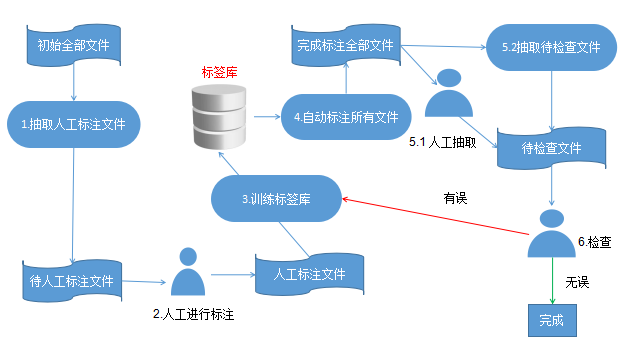 初始全部文件
完成标注全部文件
5.2抽取待检查文件
标签库
1.抽取人工标注文件
4.自动标注所有文件
5.1人工抽取
待检查文件
3.训练标签库
有误
6.检查
待人工标注文件
人工标注文件
无误
2.人工进行标注
完成